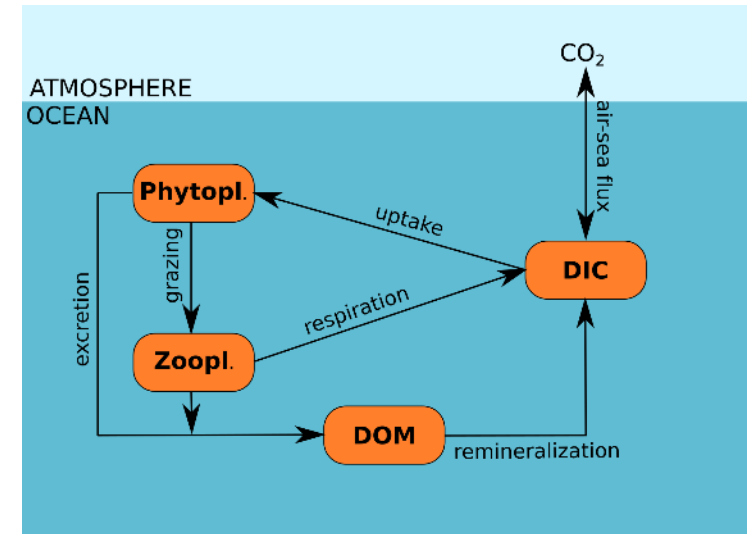 CO₂
ATMOSPHERE
OCEAN
air-sea flux
Phytopl.
uptake
grazing
DIC
respiration
excretion
Zoopl.
DOM
remineralization